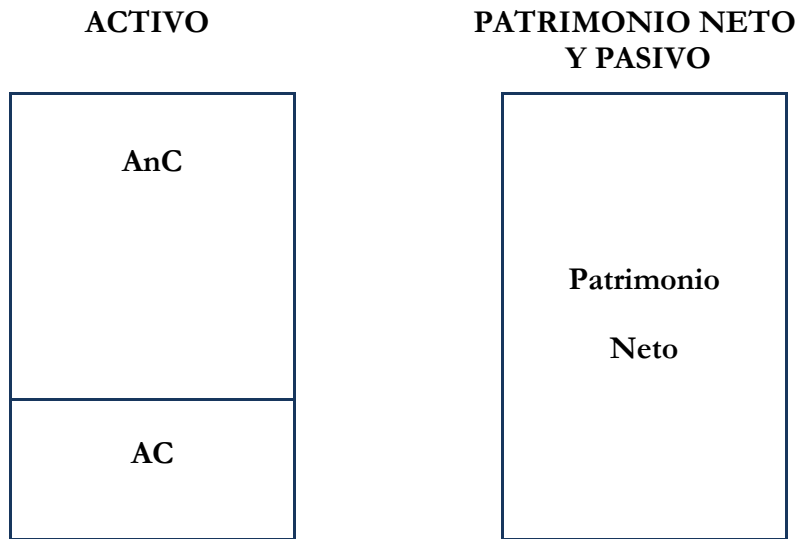 ACTIVO
AnC
AC
PATRIMONIO NETO
Y PASIVO
Patrimonio
Neto